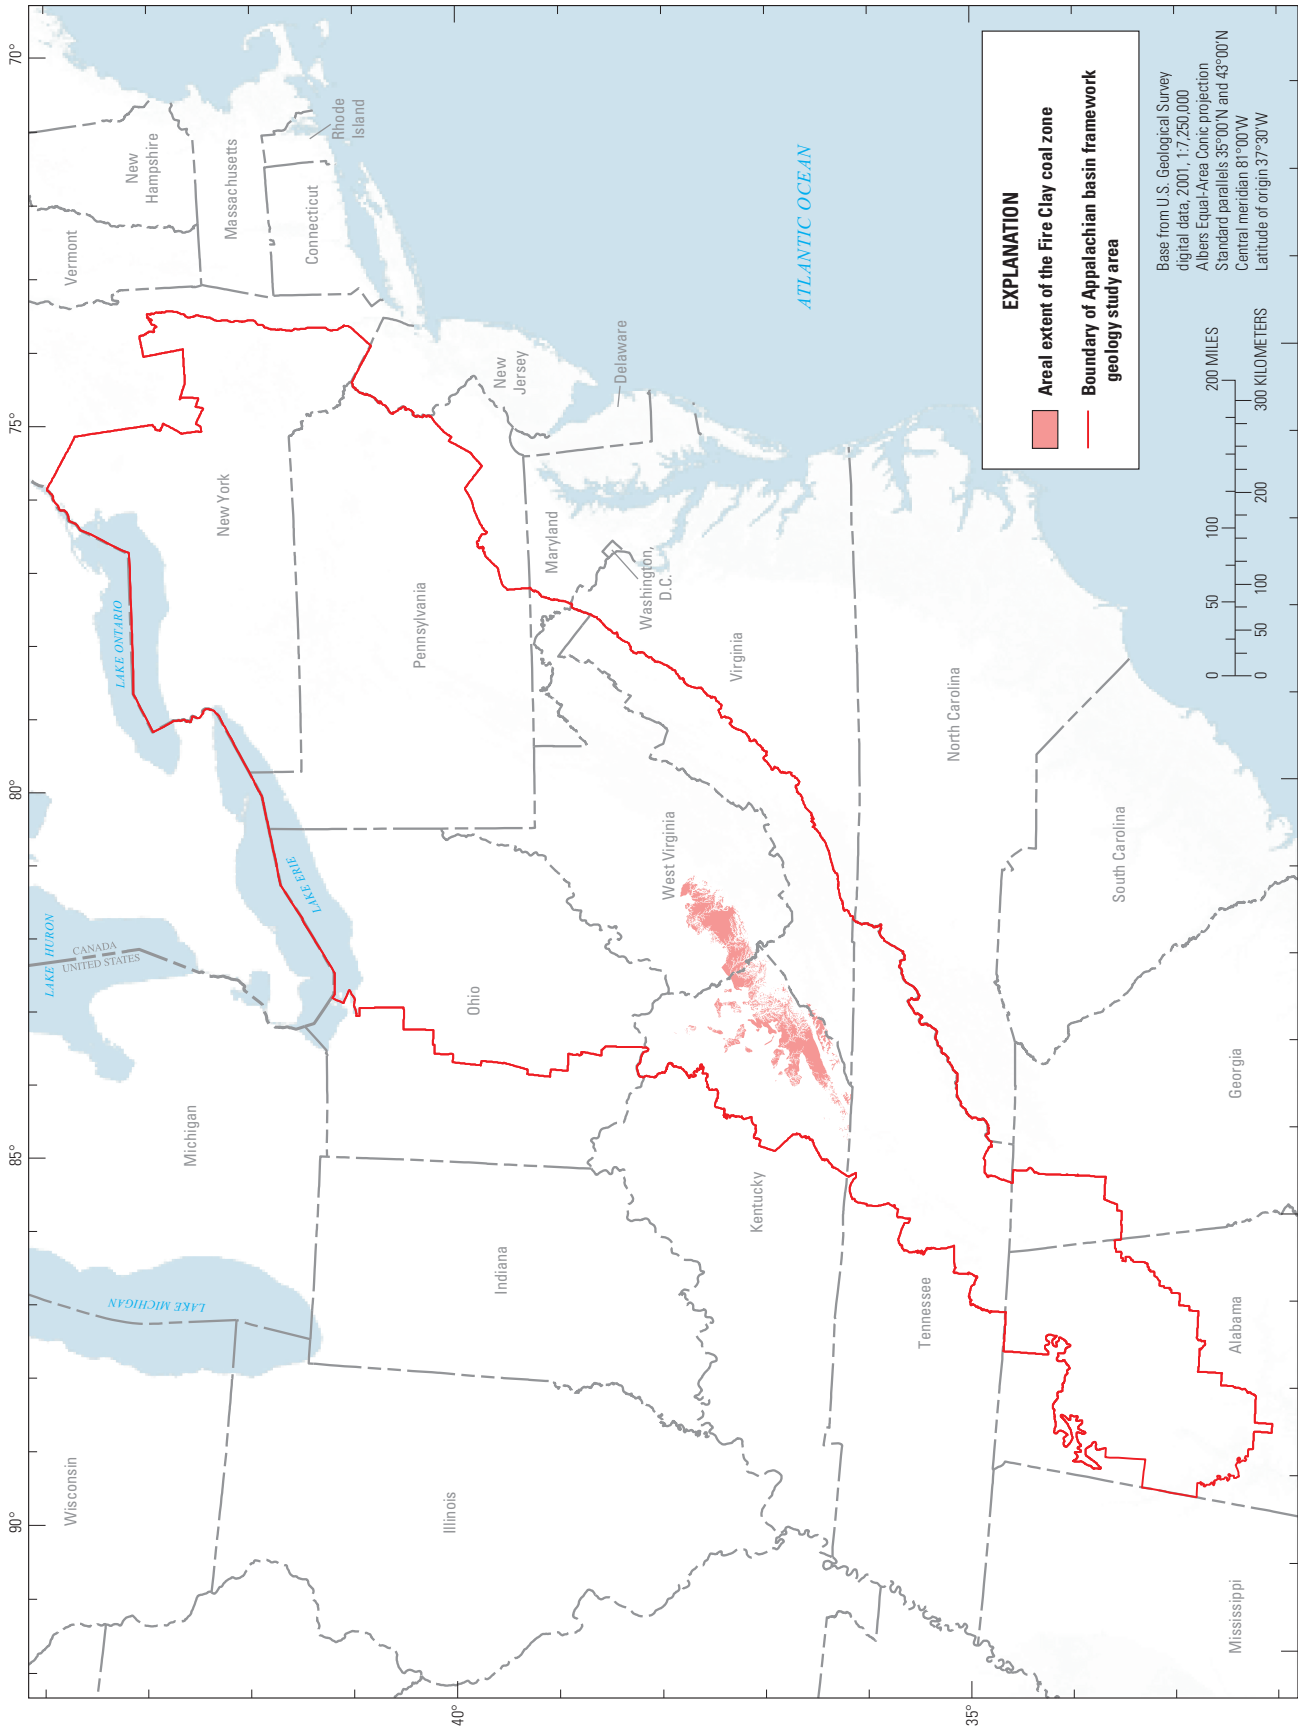 70°
75°
80°
85°
90°
40°
35°
LAKE HURON
CANADA
UNITED STATES
LAKE MICHIGAN
LAKE ERIE
LAKE ONTARIO
ATLANTIC OCEAN
Wisconsin
Michigan
Illinois
Indiana
Ohio
Kentucky
Tennessee
Mississippi
Alabama
Georgia
South Carolina
North Carolina
Virginia
West Virginia
Washington,
D.C.
Maryland
Delaware
New
Jersey
Pennsylvania
New York
Vermont
New
Hampshire
Massachusetts
Connecticut
Rhode
Island
EXPLANATION
Areal extent of the Fire Clay coal zone
Boundary of Appalachian basin framework
geology study area
0 50 100 200 MILES
0 50 100 200 300 KILOMETERS
Base from U.S. Geological Survey
digital data, 2001, 1:7,250,000
Albers Equal-Area Conic projection
Standard parallels 35°00'N and 43°00'N
Central meridian 81°00'W
Latitude of origin 37°30'W